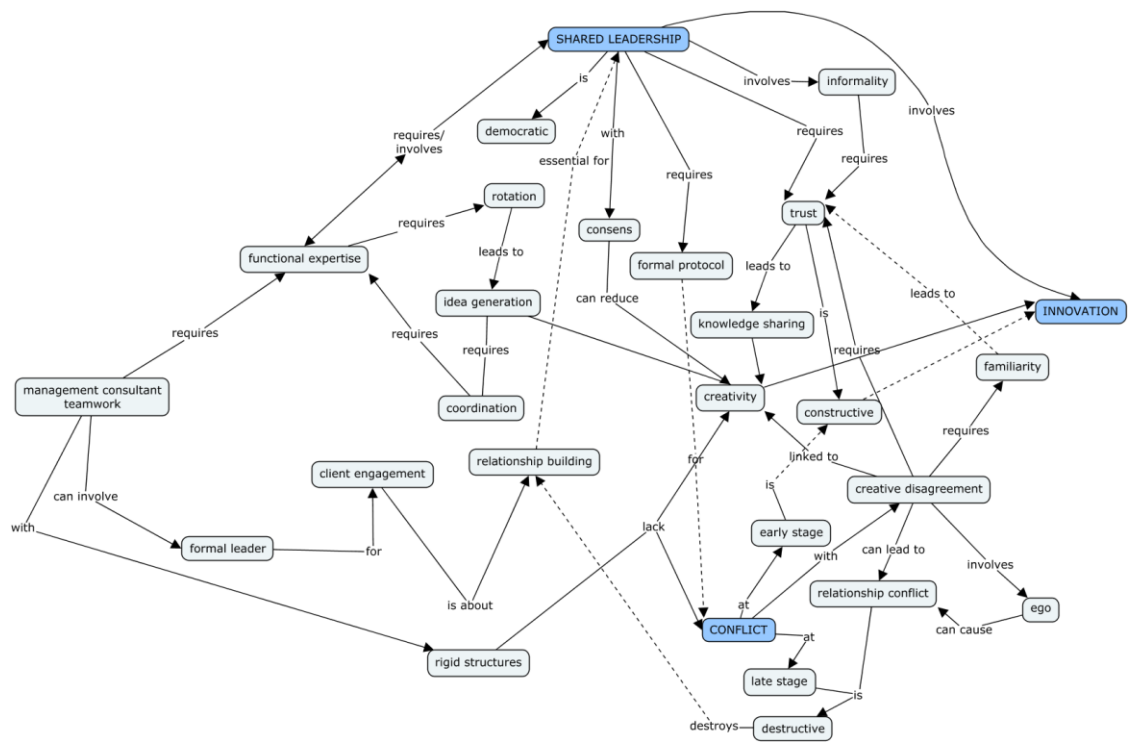 SHARED LEADERSHIP
is
involves
informality
involves
democratic
requires/
involves
with
requires
essential for
requires
requires
rotation
requires
trust
consens
leads to
functional expertise
formal protocol
leads to
leads to
idea generation
can reduce
is
INNOVATION
knowledge sharing
requires
requires
requires
requires
familiarity
management consultant
teamwork
creativity
coordination
constructive
requires
for
linked to
relationship building
client engagement
is
creative disagreement
can involve
with
lack
early stage
formal leader
for
with
can lead to
involves
relationship conflict
is about
at
ego
CONFLICT
can cause
at
rigid structures
late stage
is
destroys
destructive